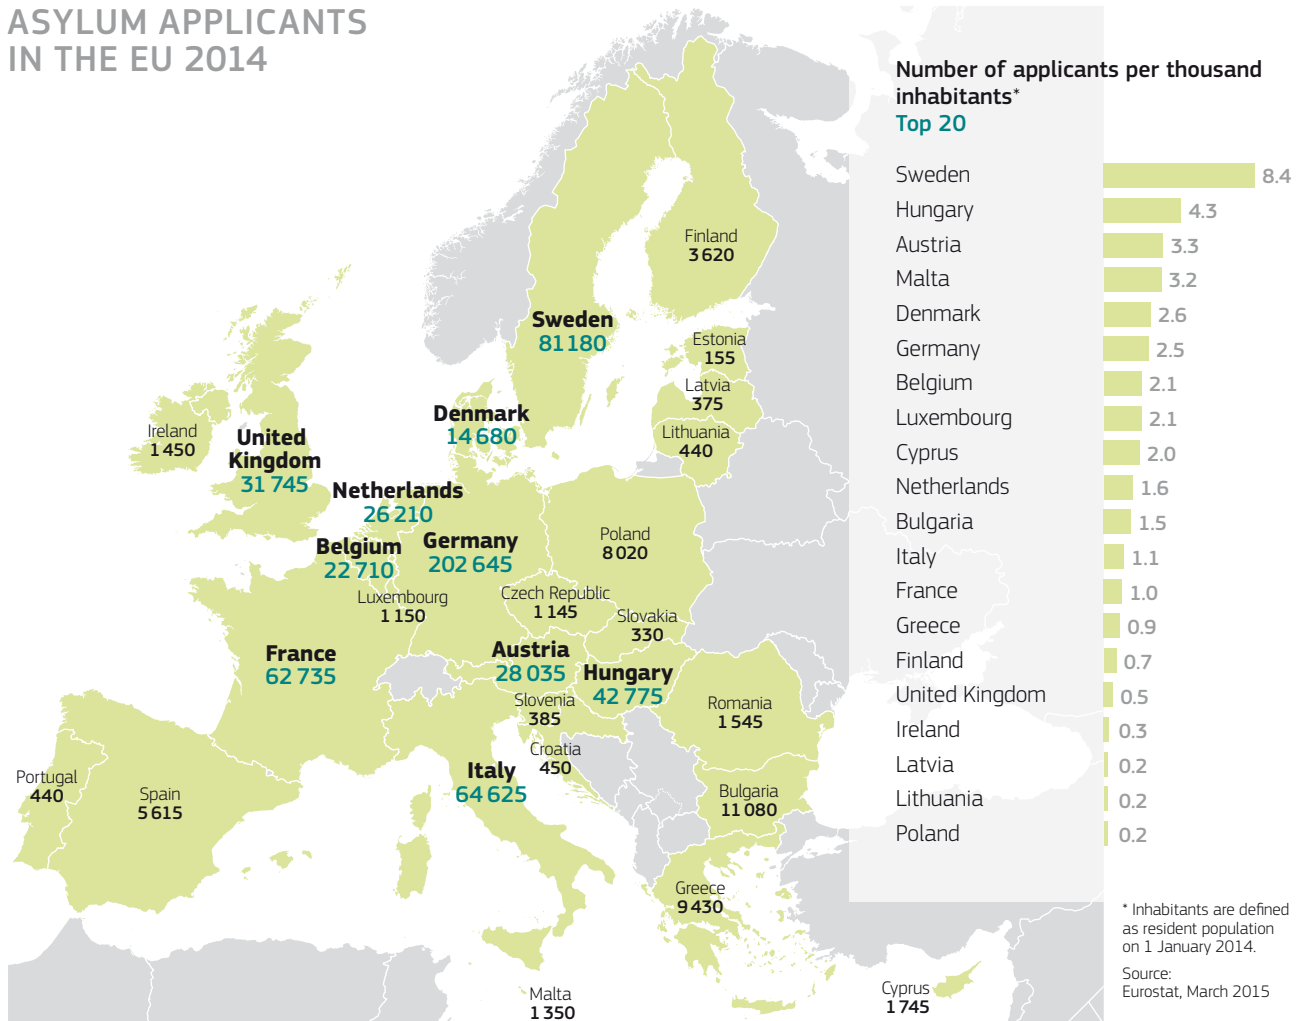 ASYLUM APPLICANTS
IN THE EU 2014
Number of applicants per thousand
inhabitants*
Top 20
Sweden 8.4
Hungary 4.3
Austria 3.3
Malta 3.2
Denmark 2.6
Germany 2.5
Belgium 2.1
Luxembourg 2.1
Cyprus 2.0
Netherlands 1.6
Bulgaria 1.5
Italy 1.1
France 1.0
Greece 0.9
Finland 0.7
United Kingdom 0.5
Ireland 0.3
Latvia 0.2
Lithuania 0.2
Poland 0.2
Finland
3 620
Sweden
81 180
Estonia
155
Latvia
375
Denmark
14 680
Lithuania
440
Ireland
1 450
United
Kingdom
31 745
Netherlands
26 210
Belgium
22 710
Germany
202 645
Poland
8 020
Luxembourg
1 150
Czech Republic
1 145
Slovakia
330
France
62 735
Austria
28 035
Hungary
42 775
Slovenia
385
Romania
1 545
Croatia
450
Italy
64 625
Portugal
440
Spain
5 615
Bulgaria
11 080
Greece
9 430
Malta
1 350
Cyprus
1 745
* Inhabitants are defined
as resident population
on 1 January 2014.
Source:
Eurostat, March 2015